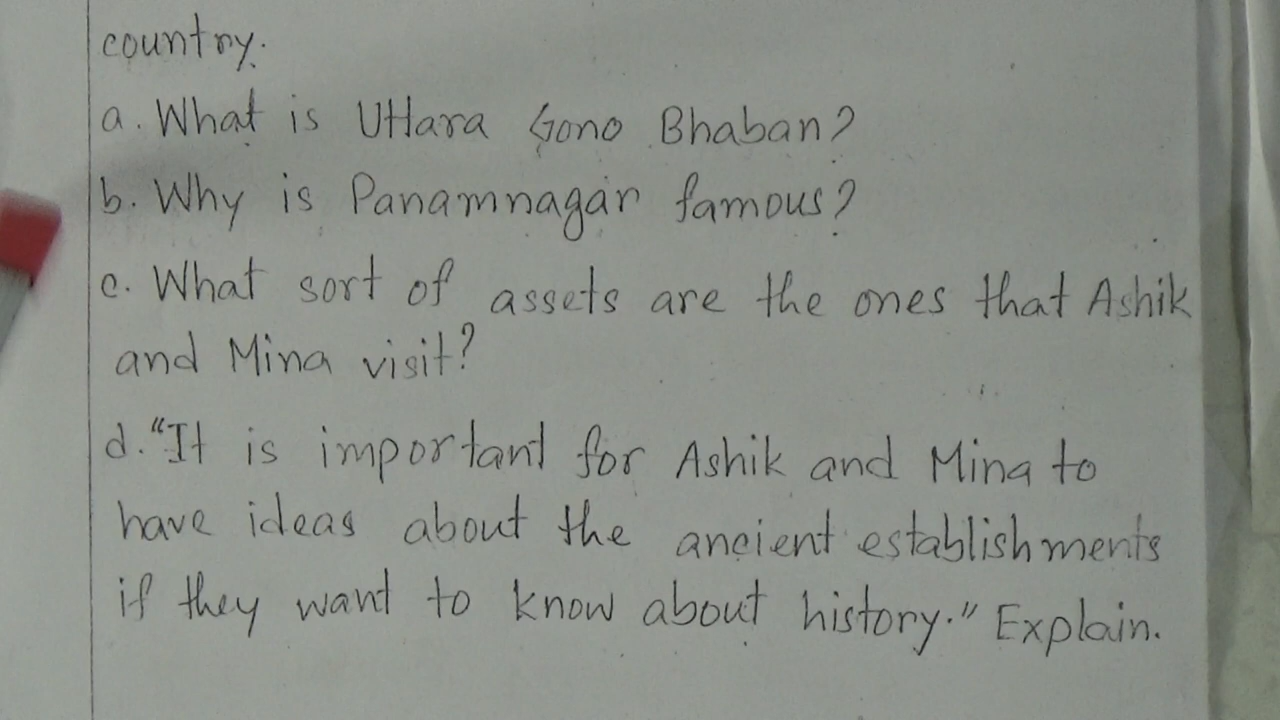 country.
a. What is Uttara Gono Bhaban?
b. Why is Panamnagar famous?
c. What sort of assets are the ones that Ashik
and Mina visit?
d. "It is important for Ashik and Mina to
have ideas about the ancient establishments
if they want to know about history." Explain.